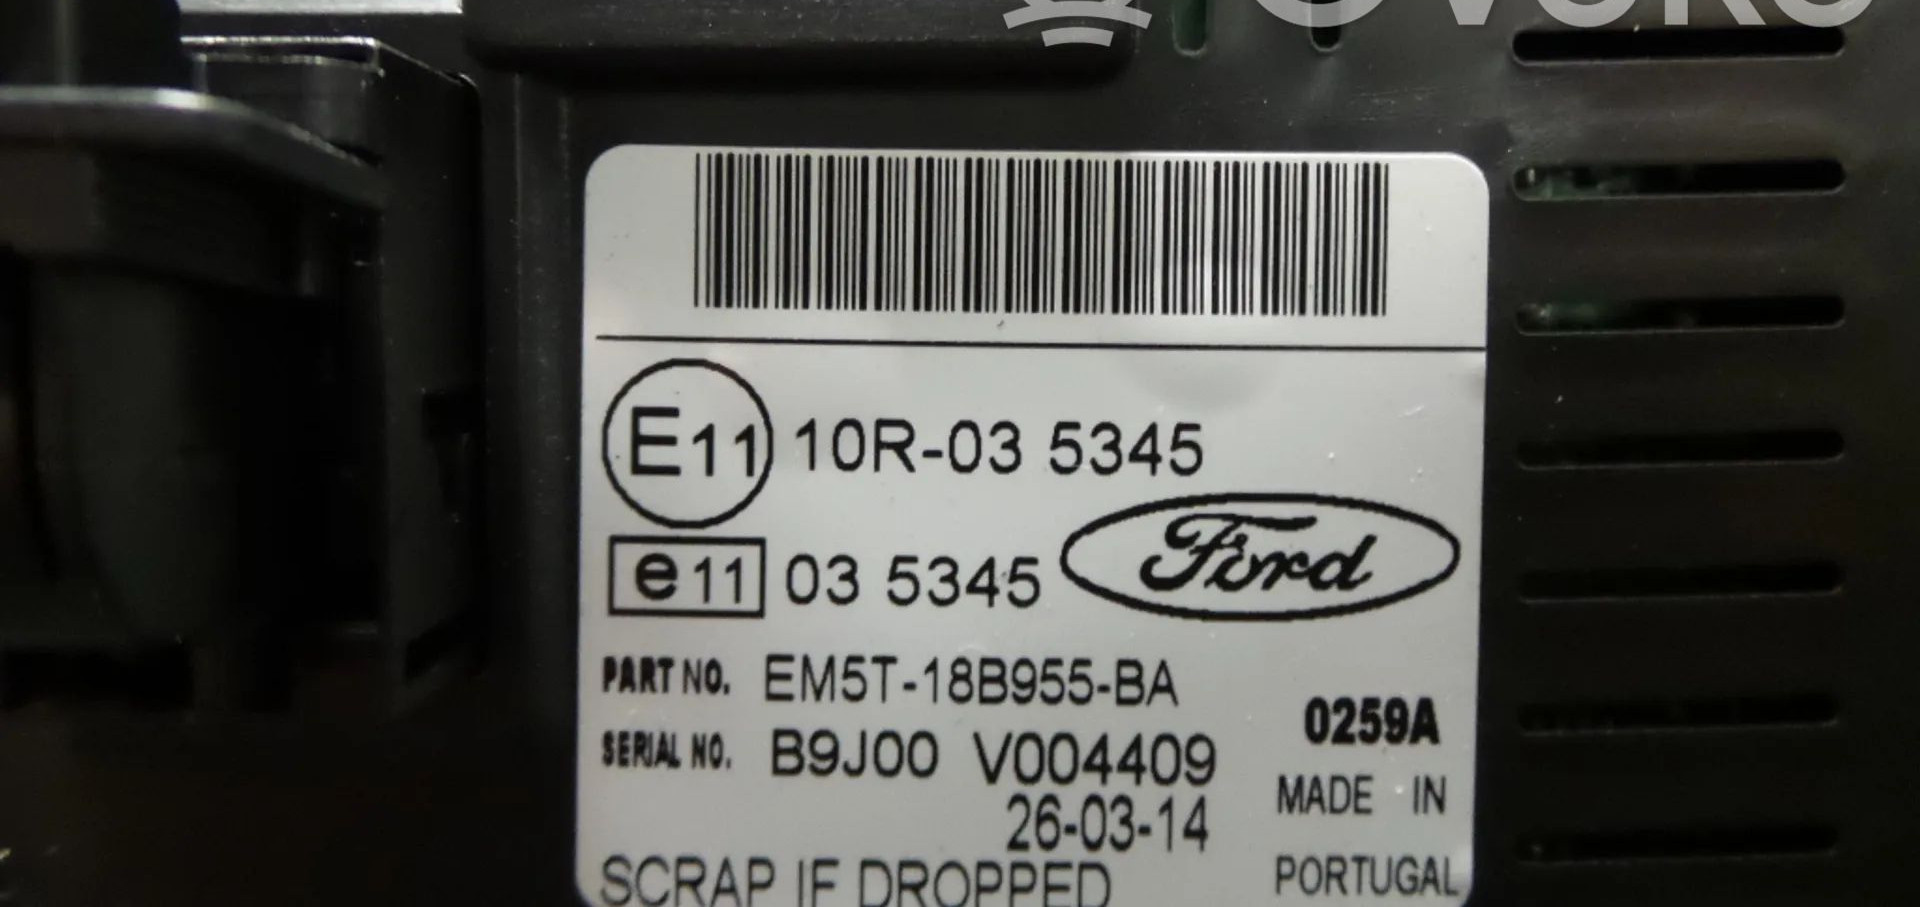 E11 10R-03 5345
e11 03 5345 Ford
PART NO. EM5T-18B955-BA
0259A
SERIAL NO. B9J00 V004409
MADE IN
26-03-14
SCRAP IF DROPPED
PORTUGAL